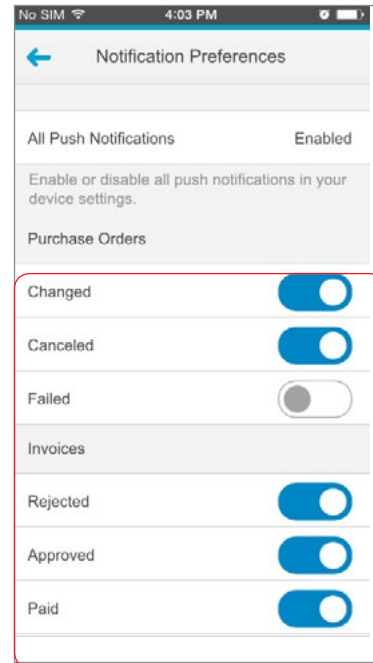 No SIM 4:03 PM
Notification Preferences
All Push Notifications Enabled
Enable or disable all push notifications in your
device settings.
Purchase Orders
Changed
Canceled
Failed
Invoices
Rejected
Approved
Paid